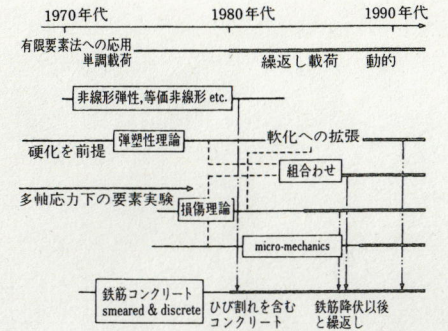 1970年代
1980年代
1990年代
有限要素法への応用
単調載荷
繰返し載荷
動的
非線形弾性,等価非線形 etc.
硬化を前提
弾塑性理論
軟化への拡張
組合わせ
多軸応力下の要素実験
損傷理論
micro-mechanics
鉄筋コンクリート
smeared & discrete
ひび割れを含む
コンクリート
鉄筋降伏以後
と繰返し